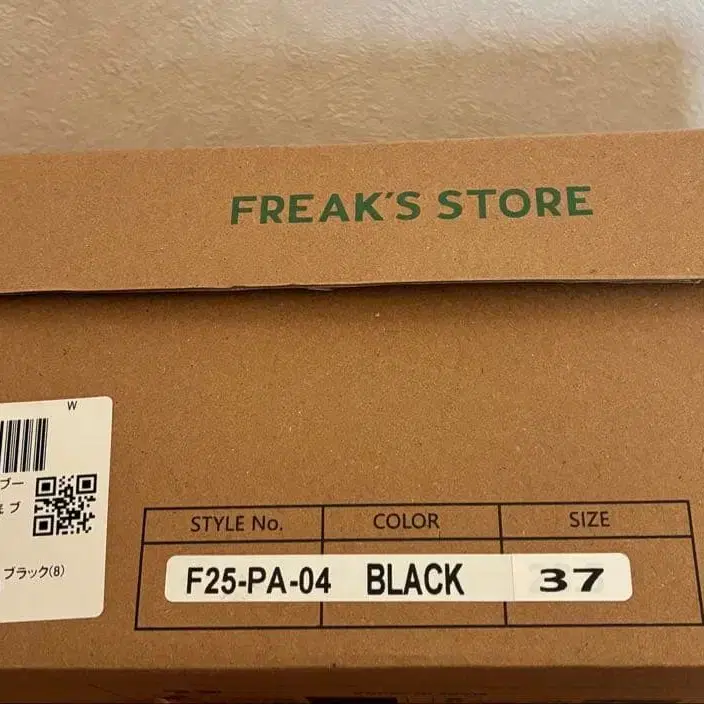 FREAK'S STORE
W
ブー
ブ
ブラック(8)
STYLE No. COLOR SIZE
F25-PA-04 BLACK 37